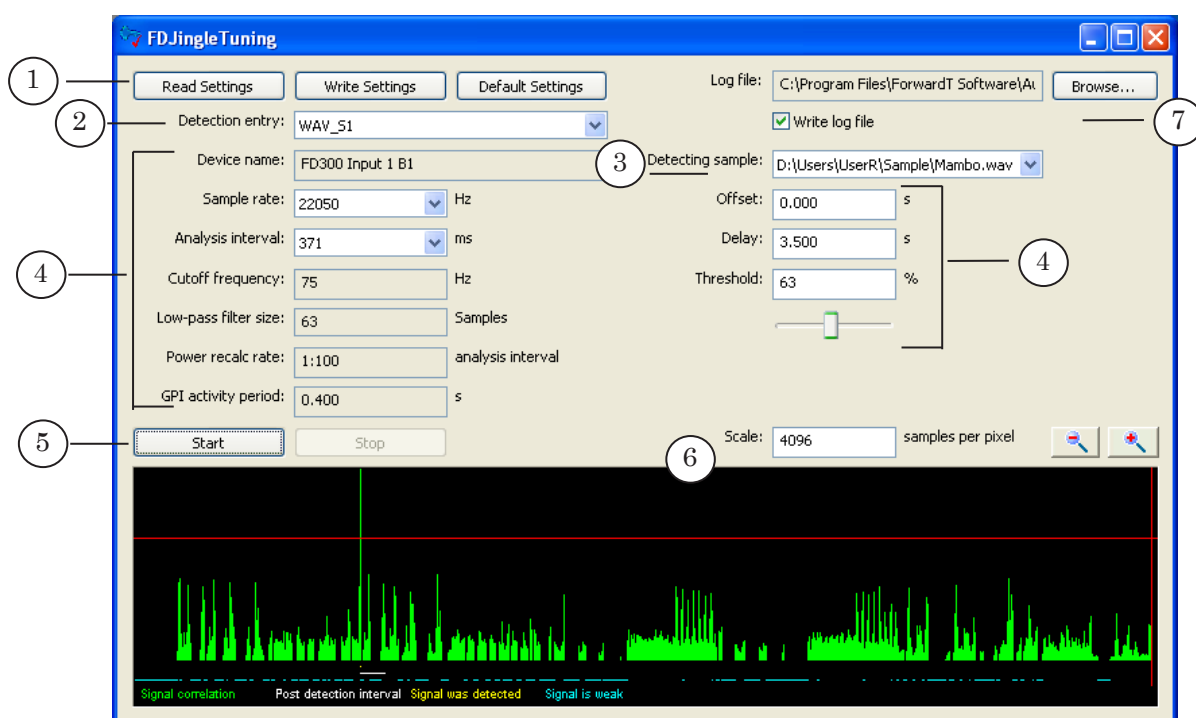 FDJingleTuning
1
Read Settings
Write Settings
Default Settings
Log file:
C:\Program Files\ForwardT Software\Au
Browse...
2
Detection entry:
WAV_S1
Write log file
7
Device name:
FD300 Input 1 B1
3
Detecting sample:
D:\Users\UserR\Sample\Mambo.wav
Sample rate:
22050
Hz
Offset:
0.000
s
Analysis interval:
371
ms
Delay:
3.500
s
4
Cutoff frequency:
75
Hz
Threshold:
63
%
4
Low-pass filter size:
63
Samples
Power recalc rate:
1:100
analysis interval
GPI activity period:
0.400
s
5
Start
Stop
6
Scale:
4096
samples per pixel
Signal correlation
Post detection interval
Signal was detected
Signal is weak